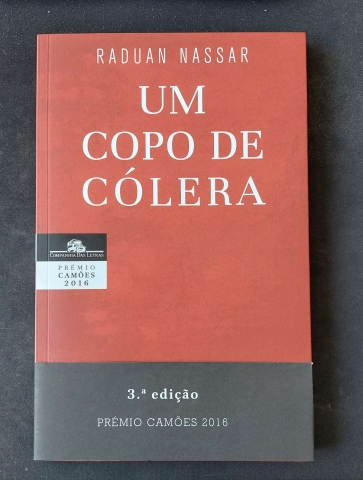 RADUAN NASSAR
UM
COPO DE
CÓLERA
COMPANHIA DAS LETRAS
PRÉMIO
CAMÕES
2016
3.ª edição
PRÉMIO CAMÕES 2016